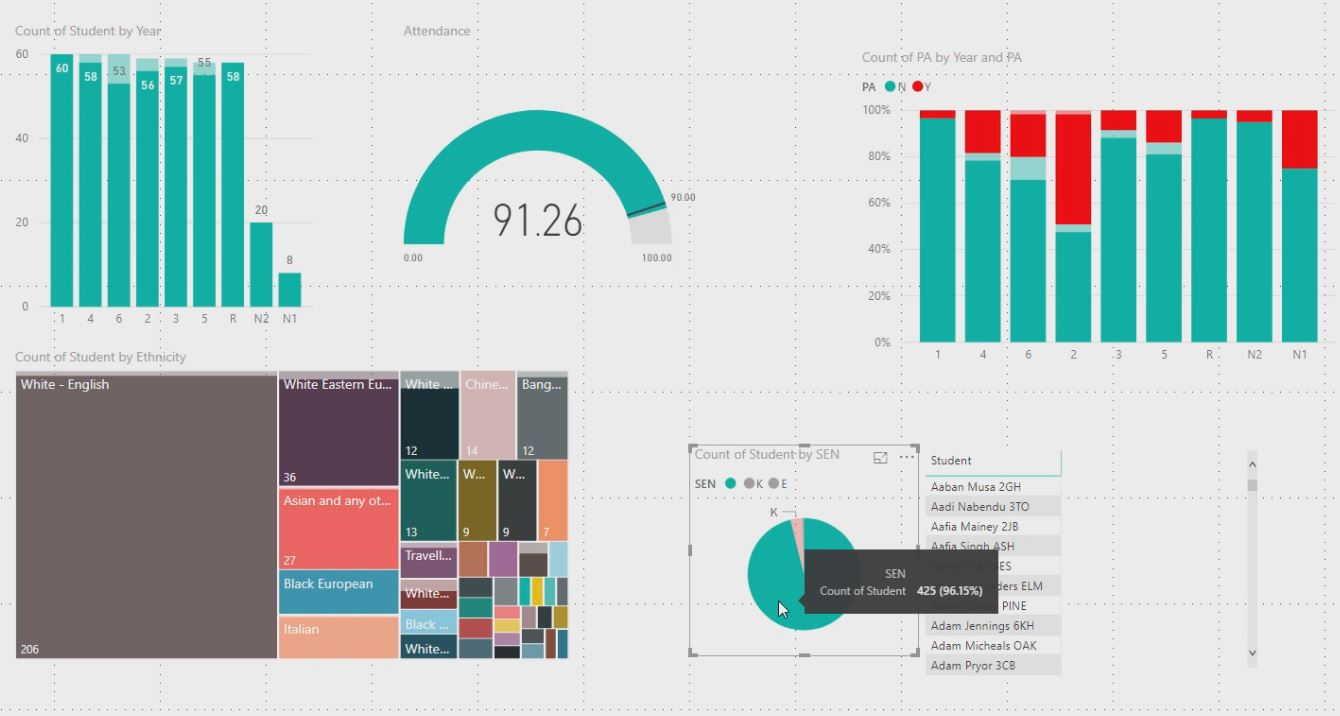 Count of Student by Year
60
40
20
0
60
58
53
56
57
55
58
20
8
1 4 6 2 3 5 R N2 N1
Attendance
91.26
90.00
0.00
100.00
Count of PA by Year and PA
PA N Y
100%
80%
60%
40%
20%
0%
1 4 6 2 3 5 R N2 N1
Count of Student by Ethnicity
White - English
206
White Eastern Eu...
36
Asian and any ot...
27
Black European
Italian
White ...
12
Chine...
14
Bang...
12
White...
13
W...
9
W...
9
7
Travell...
White...
Black ...
White...
Count of Student by SEN
SEN K E
K
SEN
Count of Student 425 (96.15%)
Student
Aaban Musa 2GH
Aadi Nabendu 3TO
Aafia Mainey 2JB
Aafia Singh ASH
ES
ders ELM
PINE
Adam Jennings 6KH
Adam Micheals OAK
Adam Pryor 3CB